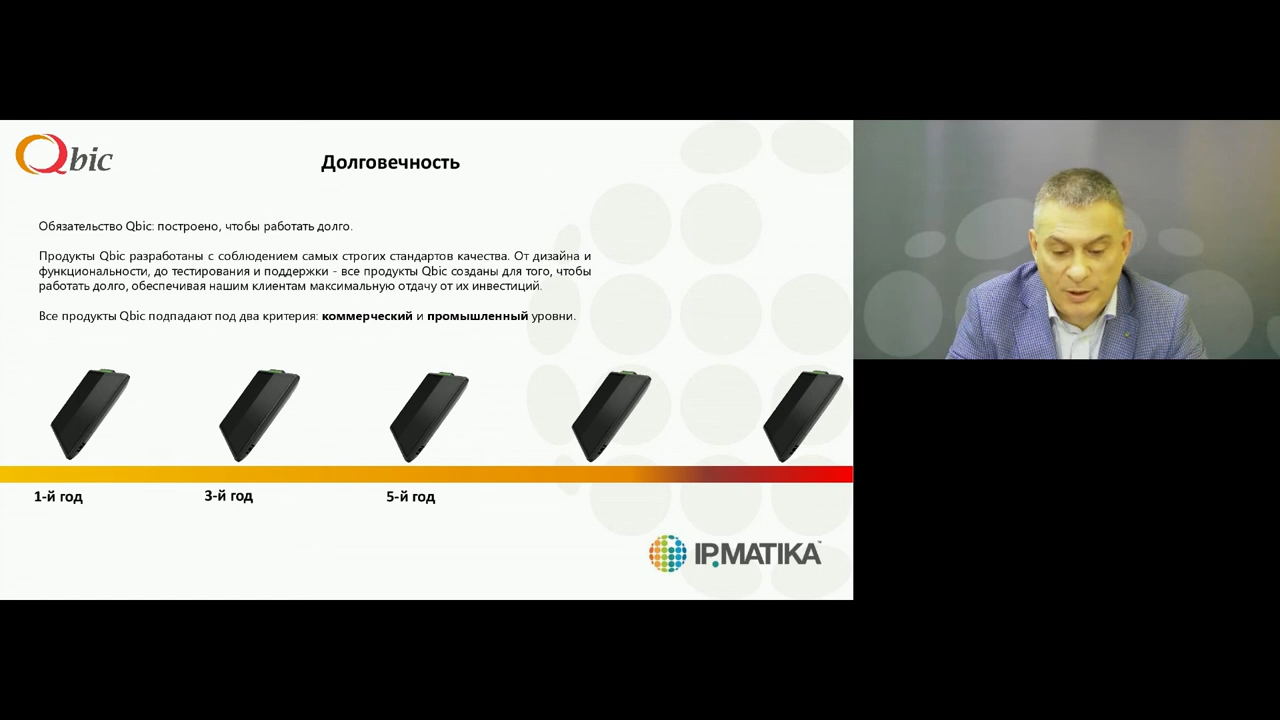 Qbic
Долговечность
Обязательство Qbic: построено, чтобы работать долго.
Продукты Qbic разработаны с соблюдением самых строгих стандартов качества. От дизайна и
функциональности, до тестирования и поддержки - все продукты Qbic созданы для того, чтобы
работать долго, обеспечивая нашим клиентам максимальную отдачу от их инвестиций.
Все продукты Qbic подпадают под два критерия: коммерческий и промышленный уровни.
1-й год
3-й год
5-й год
IPMATIKA™